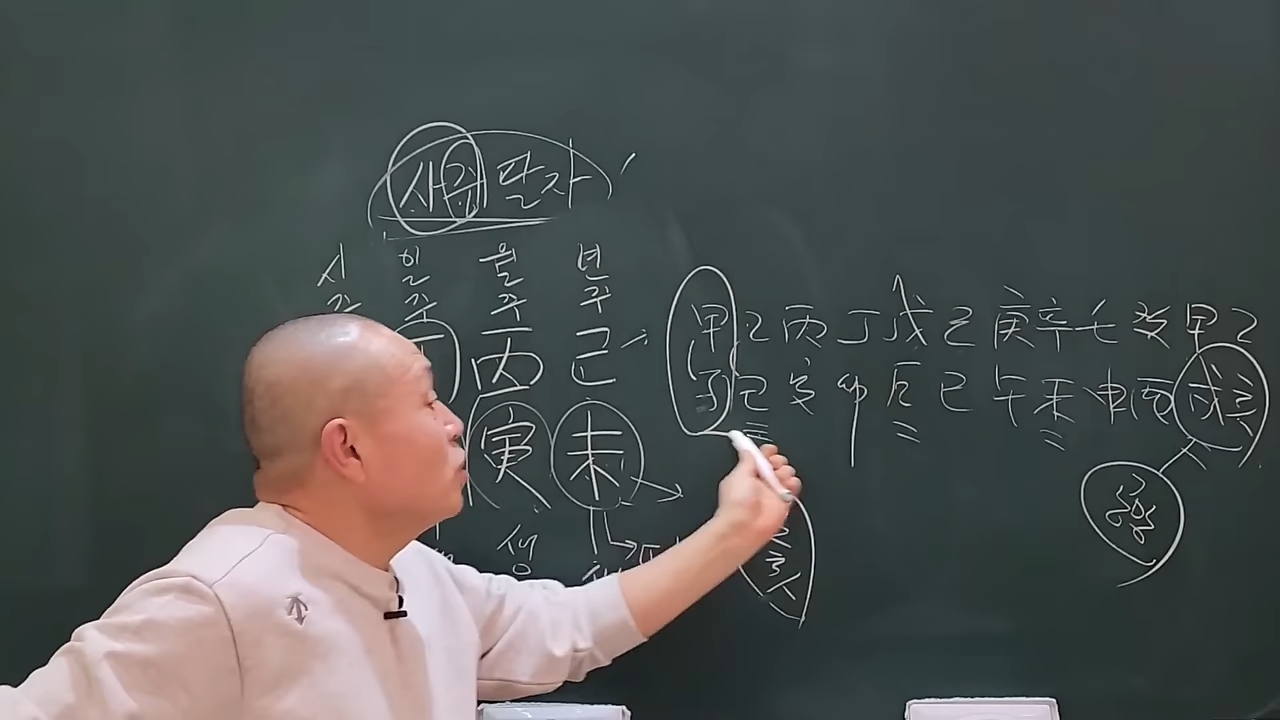 사주팔자
시주 일주 월주 년주
丙 己
寅 未
생
甲乙丙丁戊己庚辛壬癸甲乙
子丑寅卯辰巳午未申酉戌亥
공망